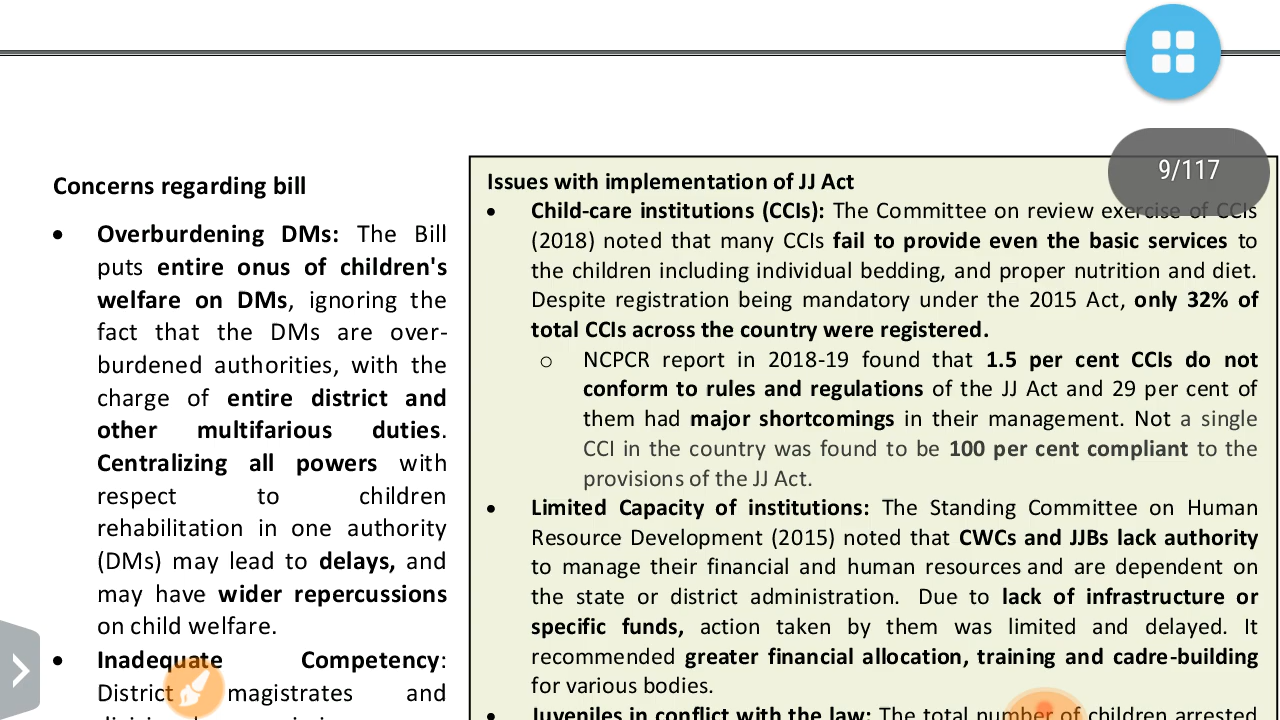 9/117
Concerns regarding bill
• Overburdening DMs: The Bill
puts entire onus of children's
welfare on DMs, ignoring the
fact that the DMs are over-
burdened authorities, with the
charge of entire district and
other multifarious duties.
Centralizing all powers with
respect to children
rehabilitation in one authority
(DMs) may lead to delays, and
may have wider repercussions
on child welfare.
• Inadequate Competency:
District magistrates and
Issues with implementation of JJ Act
• Child-care institutions (CCIs): The Committee on review exercise of CCIs
(2018) noted that many CCIs fail to provide even the basic services to
the children including individual bedding, and proper nutrition and diet.
Despite registration being mandatory under the 2015 Act, only 32% of
total CCIs across the country were registered.
o NCPCR report in 2018-19 found that 1.5 per cent CCIs do not
conform to rules and regulations of the JJ Act and 29 per cent of
them had major shortcomings in their management. Not a single
CCI in the country was found to be 100 per cent compliant to the
provisions of the JJ Act.
• Limited Capacity of institutions: The Standing Committee on Human
Resource Development (2015) noted that CWCs and JJBs lack authority
to manage their financial and human resources and are dependent on
the state or district administration. Due to lack of infrastructure or
specific funds, action taken by them was limited and delayed. It
recommended greater financial allocation, training and cadre-building
for various bodies.
• Juveniles in conflict with the law: The total number of children arrested